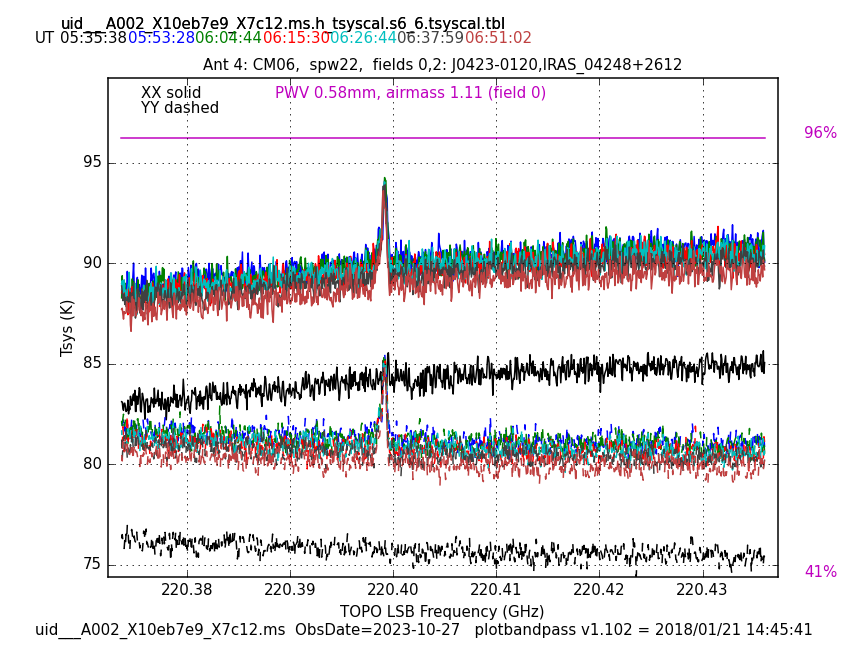 uid___A002_X10eb7e9_X7c12.ms.h_tsyscal.s6_6.tsyscal.tbl
UT 05:35:38 05:53:28 06:04:44 06:15:30 06:26:44 06:37:59 06:51:02
Ant 4: CM06,  spw22,  fields 0,2: J0423-0120,IRAS_04248+2612
XX solid PWV 0.58mm, airmass 1.11 (field 0)
YY dashed
96%
95
90
Tsys (K)
85
80
75
41%
220.38 220.39 220.40 220.41 220.42 220.43
TOPO LSB Frequency (GHz)
uid___A002_X10eb7e9_X7c12.ms  ObsDate=2023-10-27   plotbandpass v1.102 = 2018/01/21 14:45:41